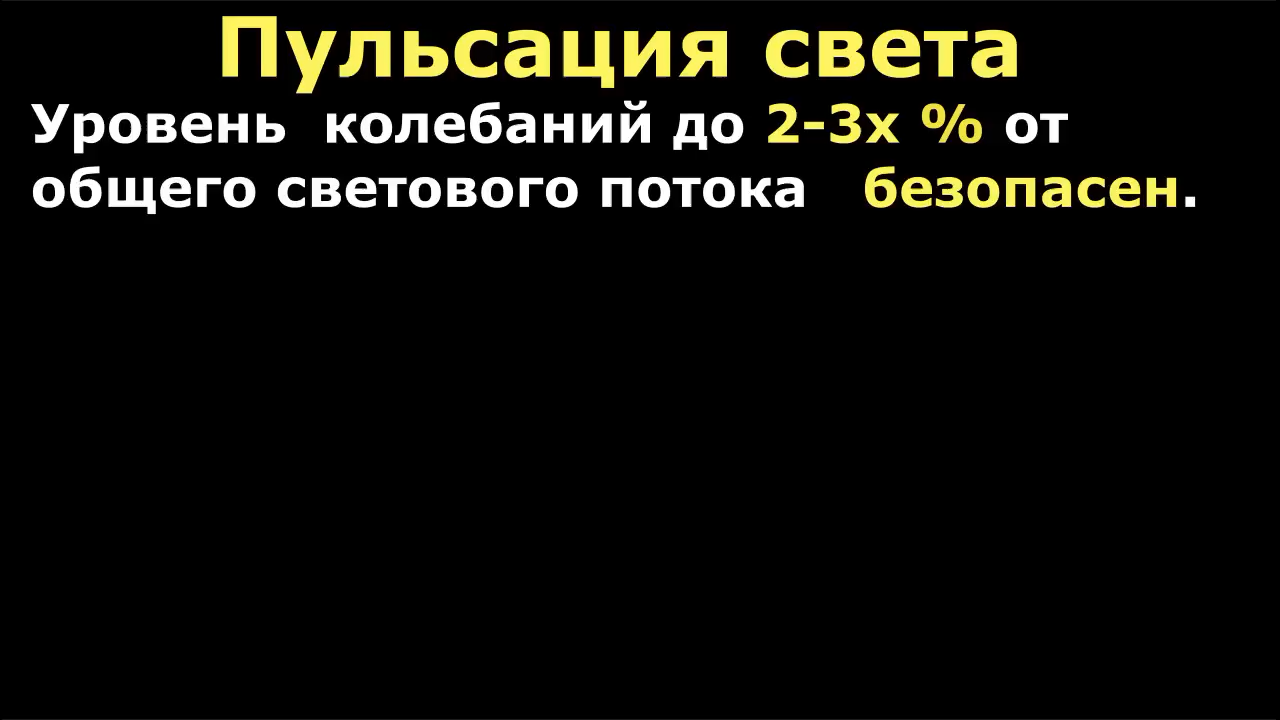 Пульсация света
Уровень колебаний до 2-3х % от
общего светового потока безопасен.